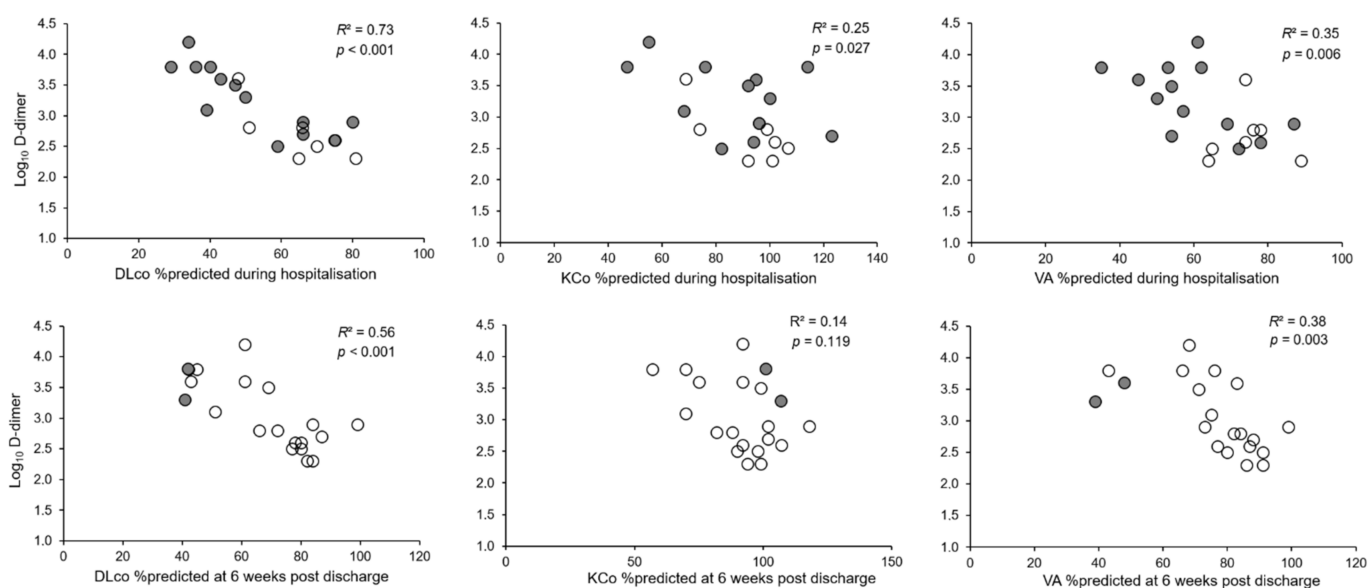 4.5
4.0
3.5
3.0
2.5
2.0
1.5
1.0
Log₁₀ D-dimer
0 20 40 60 80 100
DLco %predicted during hospitalisation
R² = 0.73
p < 0.001
4.5
4.0
3.5
3.0
2.5
2.0
1.5
1.0
0 20 40 60 80 100 120 140
KCo %predicted during hospitalisation
R² = 0.25
p = 0.027
4.5
4.0
3.5
3.0
2.5
2.0
1.5
1.0
0 20 40 60 80 100
VA %predicted during hospitalisation
R² = 0.35
p = 0.006
4.5
4.0
3.5
3.0
2.5
2.0
1.5
1.0
Log₁₀ D-dimer
0 20 40 60 80 100 120
DLco %predicted at 6 weeks post discharge
R² = 0.56
p < 0.001
4.5
4.0
3.5
3.0
2.5
2.0
1.5
1.0
0 50 100 150
KCo %predicted at 6 weeks post discharge
R² = 0.14
p = 0.119
4.5
4.0
3.5
3.0
2.5
2.0
1.5
1.0
0 20 40 60 80 100 120
VA %predicted at 6 weeks post discharge
R² = 0.38
p = 0.003